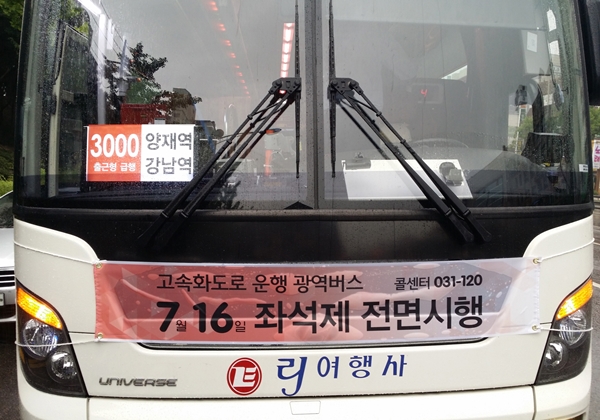 3000 양재역
출근형 급행 강남역
고속화도로 운행 광역버스 콜센터 031-120
7월 16일 좌석제 전면시행
리여행사
UNIVERSE